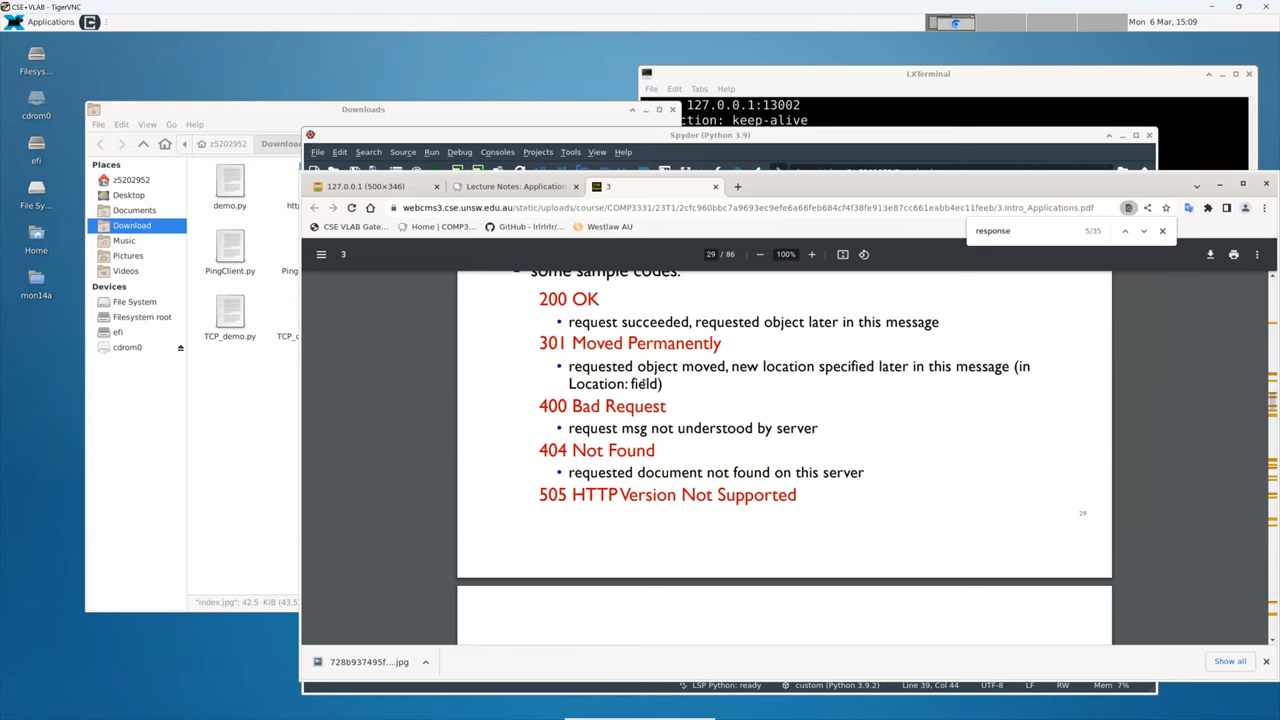 CSE+VLAB - TigerVNC
Applications
Mon 6 Mar, 15:09
Filesys...
cdrom0
efi
File Sy...
Home
mon14a
Downloads
File Edit View Go Help
z5202952 Download
Places
z5202952
Desktop
Documents
Download
Music
Pictures
Videos
Devices
File System
Filesystem root
efi
cdrom0
demo.py
PingClient.py
Ping
TCP_demo.py
TCP_c
"index.jpg": 42.5 KiB (43,5
LXTerminal
File Edit Tabs Help
127.0.0.1:13002
ction: keep-alive
Spyder (Python 3.9)
File Edit Search Source Run Debug Consoles Projects Tools View Help
127.0.0.1 (500×346)
Lecture Notes: Application
3
webcms3.cse.unsw.edu.au/static/uploads/course/COMP3331/23T1/2cfc960bbc7a9693ec9efe6a66feb684cf4f38fe913e87cc661eabb4ec11feeb/3.Intro_Applications.pdf
CSE VLAB Gate...
Home | COMP3...
GitHub - lrlrlr/...
Westlaw AU
response 5/35
3
29 / 86
100%
some sample codes:
200 OK
• request succeeded, requested object later in this message
301 Moved Permanently
• requested object moved, new location specified later in this message (in
Location: field)
400 Bad Request
• request msg not understood by server
404 Not Found
• requested document not found on this server
505 HTTP Version Not Supported
29
728b937495f....jpg
Show all
LSP Python: ready
custom (Python 3.9.2)
Line 39, Col 44
UTF-8
LF
RW
Mem 7%